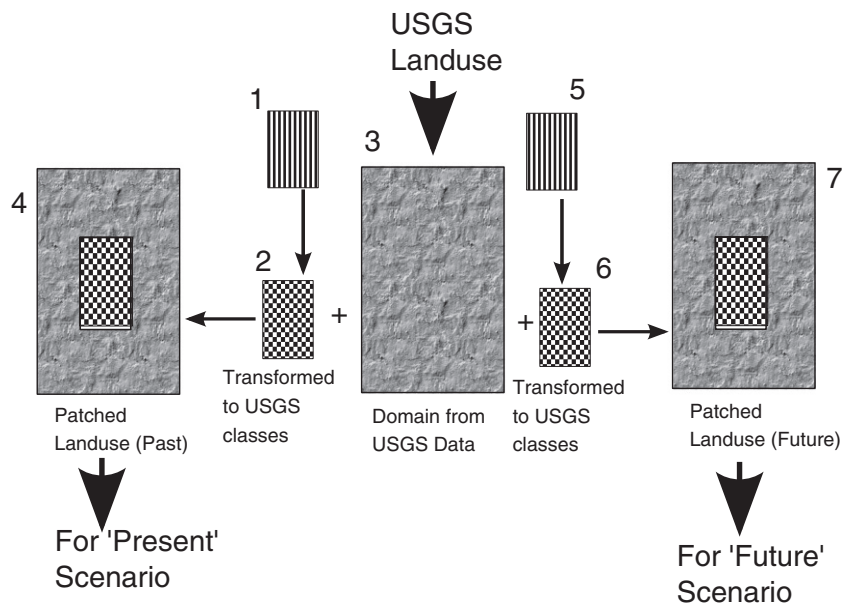 USGS
Landuse
1
5
3
4
7
2
6
+
+
Transformed
to USGS
classes
Transformed
to USGS
classes
Patched
Landuse (Past)
Domain from
USGS Data
Patched
Landuse (Future)
For 'Present'
Scenario
For 'Future'
Scenario